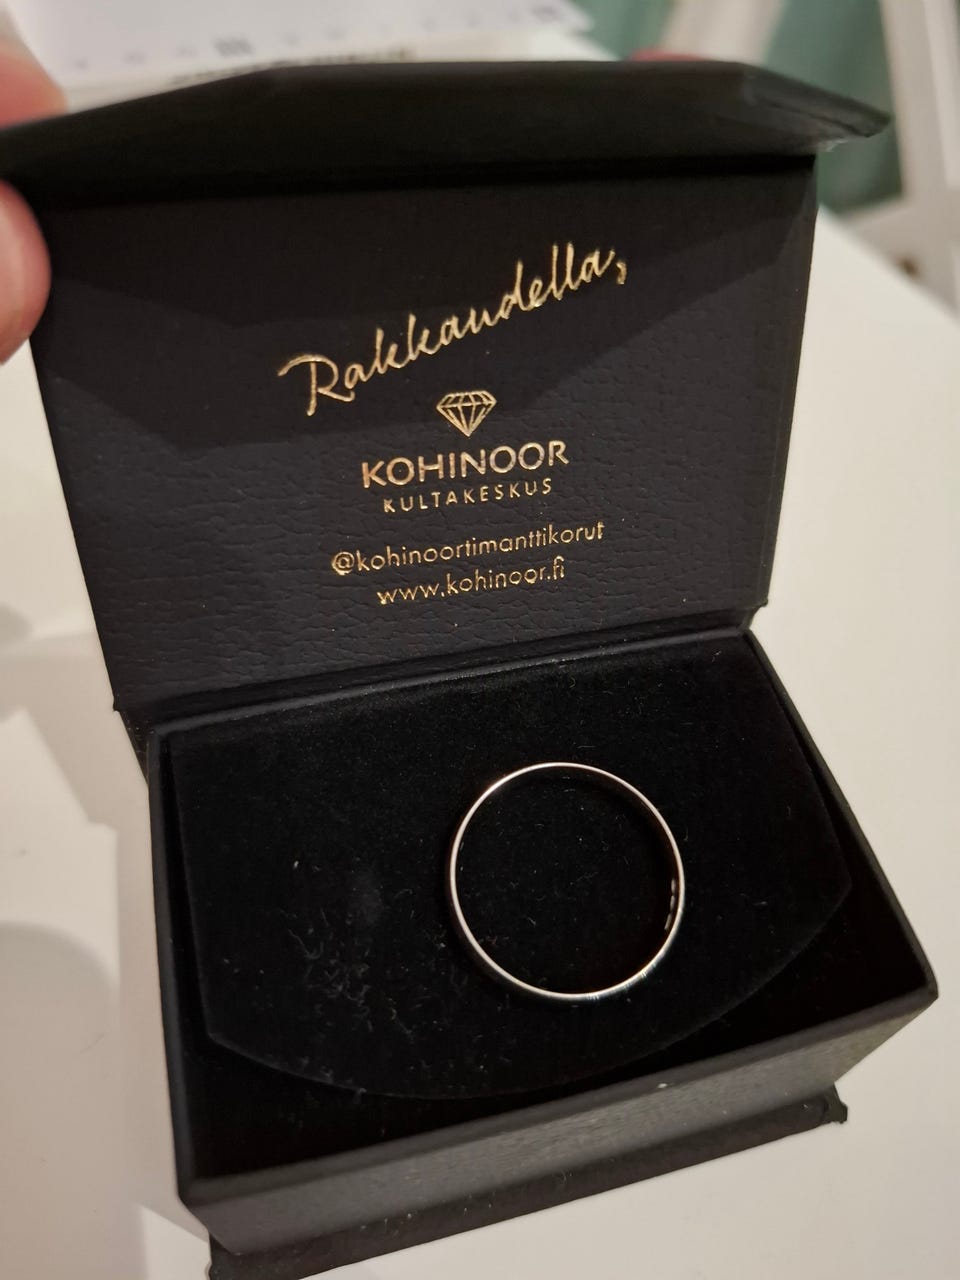 Rakkaudella,
KOHINOOR
KULTAKESKUS
@kohinoortimanttikorut
www.kohinoor.fi